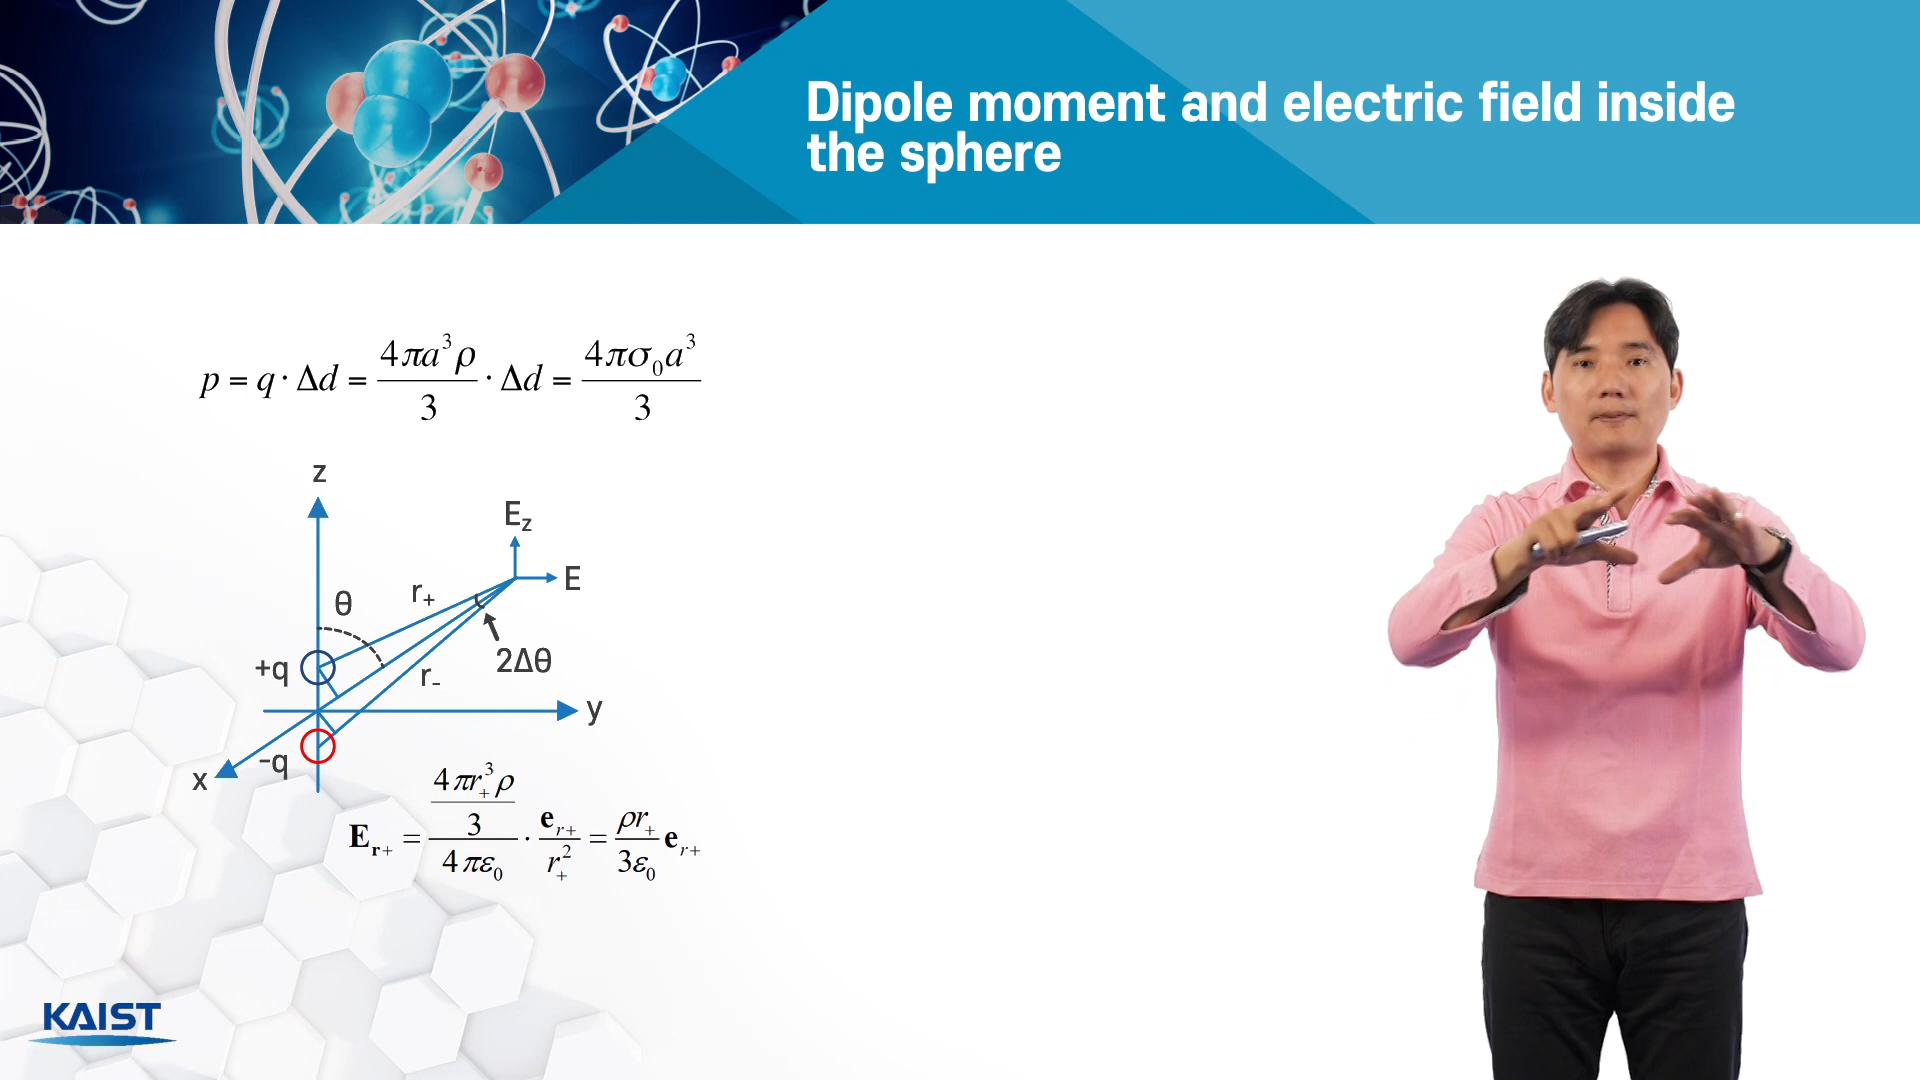 Dipole moment and electric field inside
the sphere
p = q · Δd = 4πa³ρ / 3 · Δd = 4πσ₀a³ / 3
z
E_z
E
r₊
θ
2Δθ
+q
r₋
y
-q
x
E_r+ = (4πr₊³ρ / 3) / 4πε₀ · e_r+ / r₊² = ρr₊ / 3ε₀ e_r+
KAIST